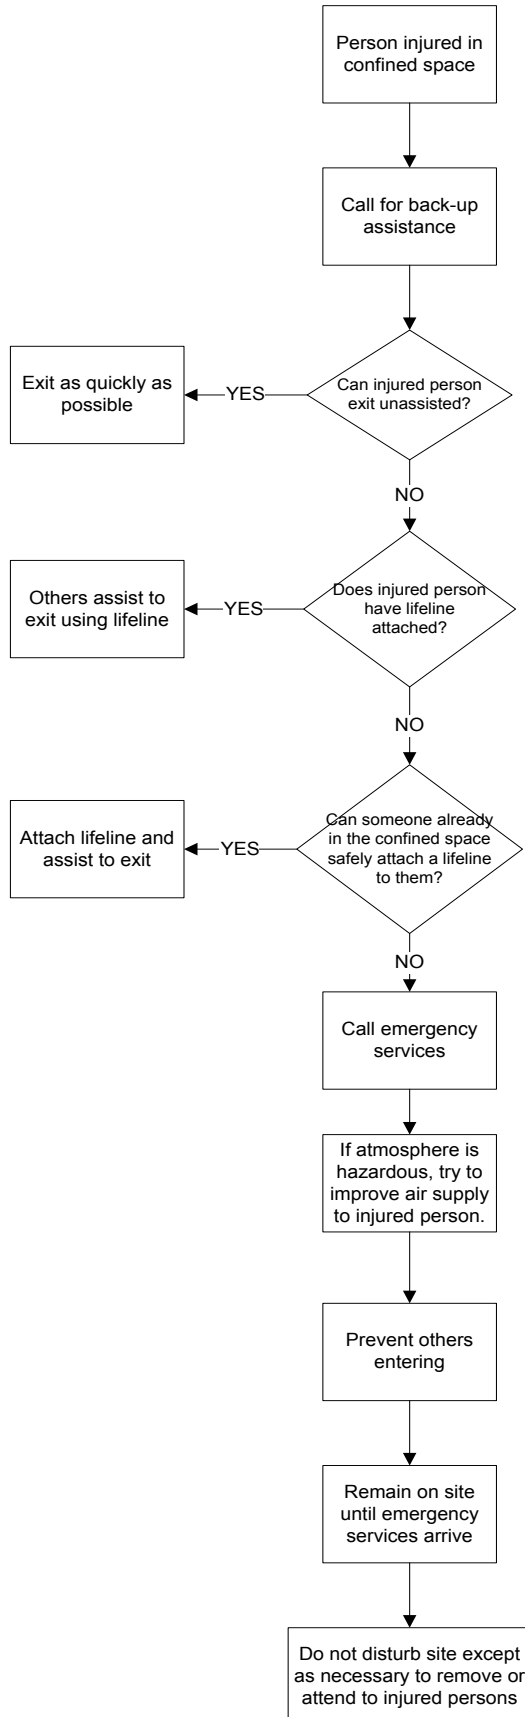 Person injured in
confined space
Call for back-up
assistance
Can injured person
exit unassisted?
YES
Exit as quickly as
possible
NO
Does injured person
have lifeline
attached?
YES
Others assist to
exit using lifeline
NO
Can someone already
in the confined space
safely attach a lifeline
to them?
YES
Attach lifeline and
assist to exit
NO
Call emergency
services
If atmosphere is
hazardous, try to
improve air supply
to injured person.
Prevent others
entering
Remain on site
until emergency
services arrive
Do not disturb site except
as necessary to remove or
attend to injured persons